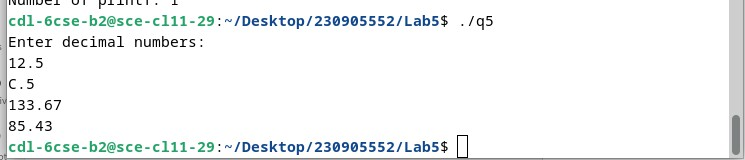 Number of printf: 1
cdl-6cse-b2@sce-cl11-29:~/Desktop/230905552/Lab5$ ./q5
Enter decimal numbers:
12.5
C.5
133.67
85.43
cdl-6cse-b2@sce-cl11-29:~/Desktop/230905552/Lab5$